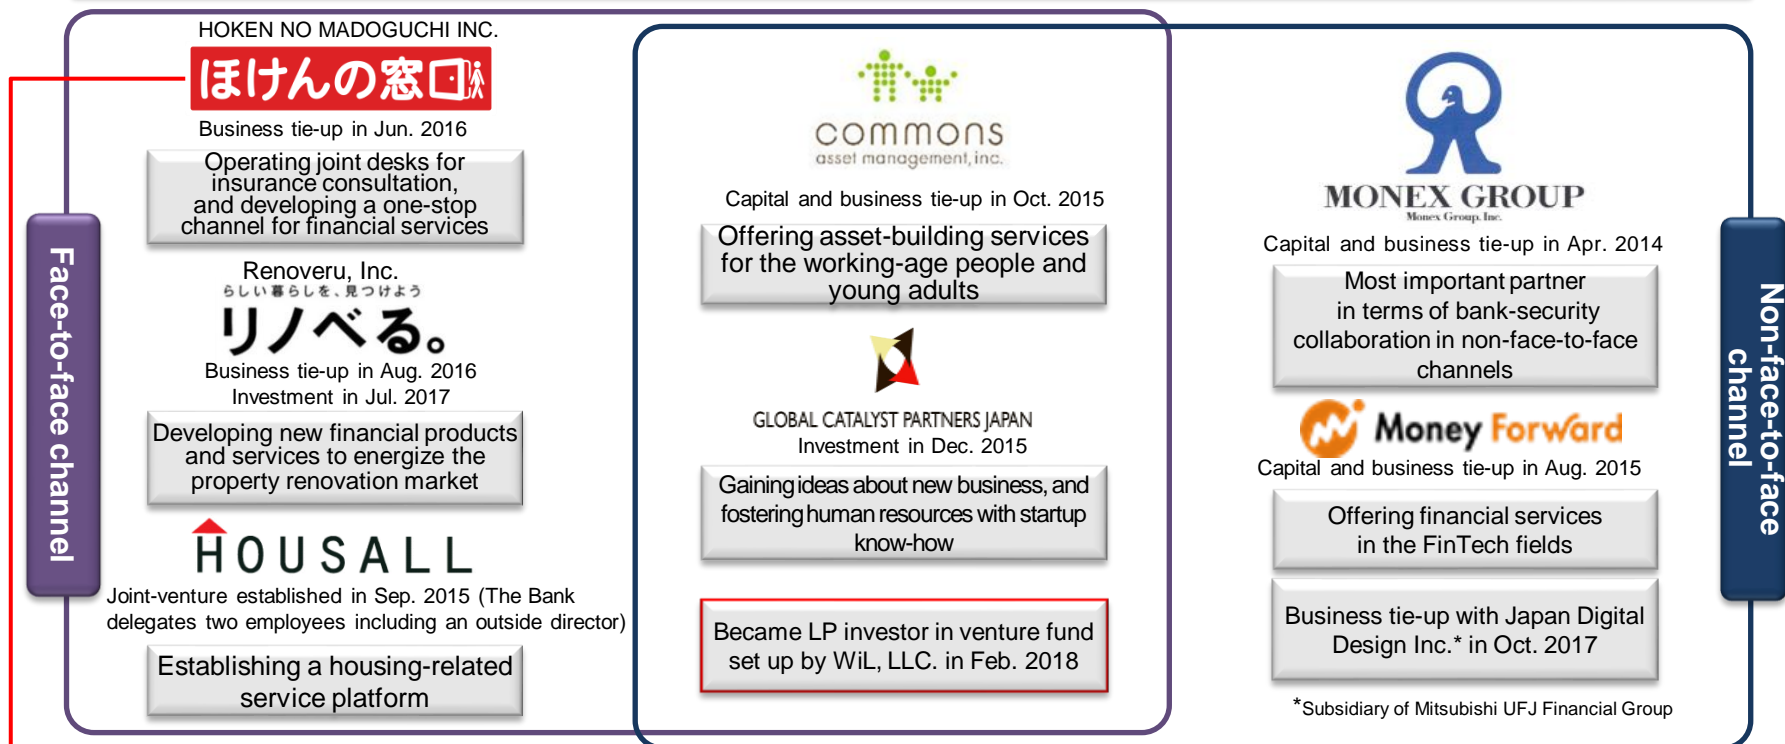 HOKEN NO MADOGUCHI INC.
ほけんの窓口
Business tie-up in Jun. 2016
Operating joint desks for
insurance consultation,
and developing a one-stop
channel for financial services
Renoveru, Inc.
らしい暮らしを、見つけよう
リノベる。
Business tie-up in Aug. 2016
Investment in Jul. 2017
Developing new financial products
and services to energize the
property renovation market
HOUSALL
Joint-venture established in Sep. 2015 (The Bank
delegates two employees including an outside director)
Establishing a housing-related
service platform
Face-to-face channel
commons
asset management, inc.
Capital and business tie-up in Oct. 2015
Offering asset-building services
for the working-age people and
young adults
GLOBAL CATALYST PARTNERS JAPAN
Investment in Dec. 2015
Gaining ideas about new business, and
fostering human resources with startup
know-how
Became LP investor in venture fund
set up by WiL, LLC. in Feb. 2018
MONEX GROUP
Monex Group, Inc.
Capital and business tie-up in Apr. 2014
Most important partner
in terms of bank-security
collaboration in non-face-to-face
channels
Money Forward
Capital and business tie-up in Aug. 2015
Offering financial services
in the FinTech fields
Business tie-up with Japan Digital
Design Inc.* in Oct. 2017
*Subsidiary of Mitsubishi UFJ Financial Group
Non-face-to-face
channel